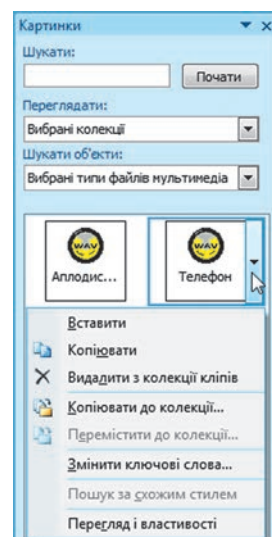 Картинки
Шукати:
Почати
Переглядати:
Вибрані колекції
Шукати об'єкти:
Вибрані типи файлів мультимедіа
WAV WAV
Аплодис... Телефон
Вставити
Копіювати
Видалити з колекції кліпів
Копіювати до колекції...
Перемістити до колекції...
Змінити ключові слова...
Пошук за схожим стилем
Перегляд і властивості